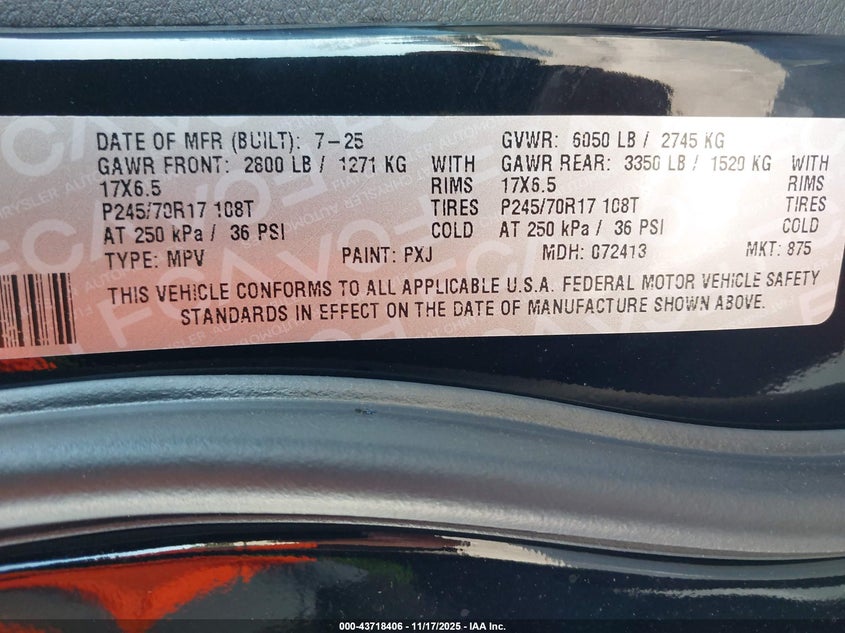 DATE OF MFR (BUILT): 7-25 GVWR: 6050 LB / 2745 KG
GAWR FRONT: 2800 LB / 1271 KG WITH GAWR REAR: 3350 LB / 1520 KG WITH
17X6.5 RIMS 17X6.5 RIMS
P245/70R17 108T TIRES P245/70R17 108T TIRES
AT 250 kPa / 36 PSI COLD AT 250 kPa / 36 PSI COLD
TYPE: MPV PAINT: PXJ MDH: 072413 MKT: 875
THIS VEHICLE CONFORMS TO ALL APPLICABLE U.S.A. FEDERAL MOTOR VEHICLE SAFETY
STANDARDS IN EFFECT ON THE DATE OF MANUFACTURE SHOWN ABOVE.
000-43718406 - 11/17/2025 - IAA Inc.